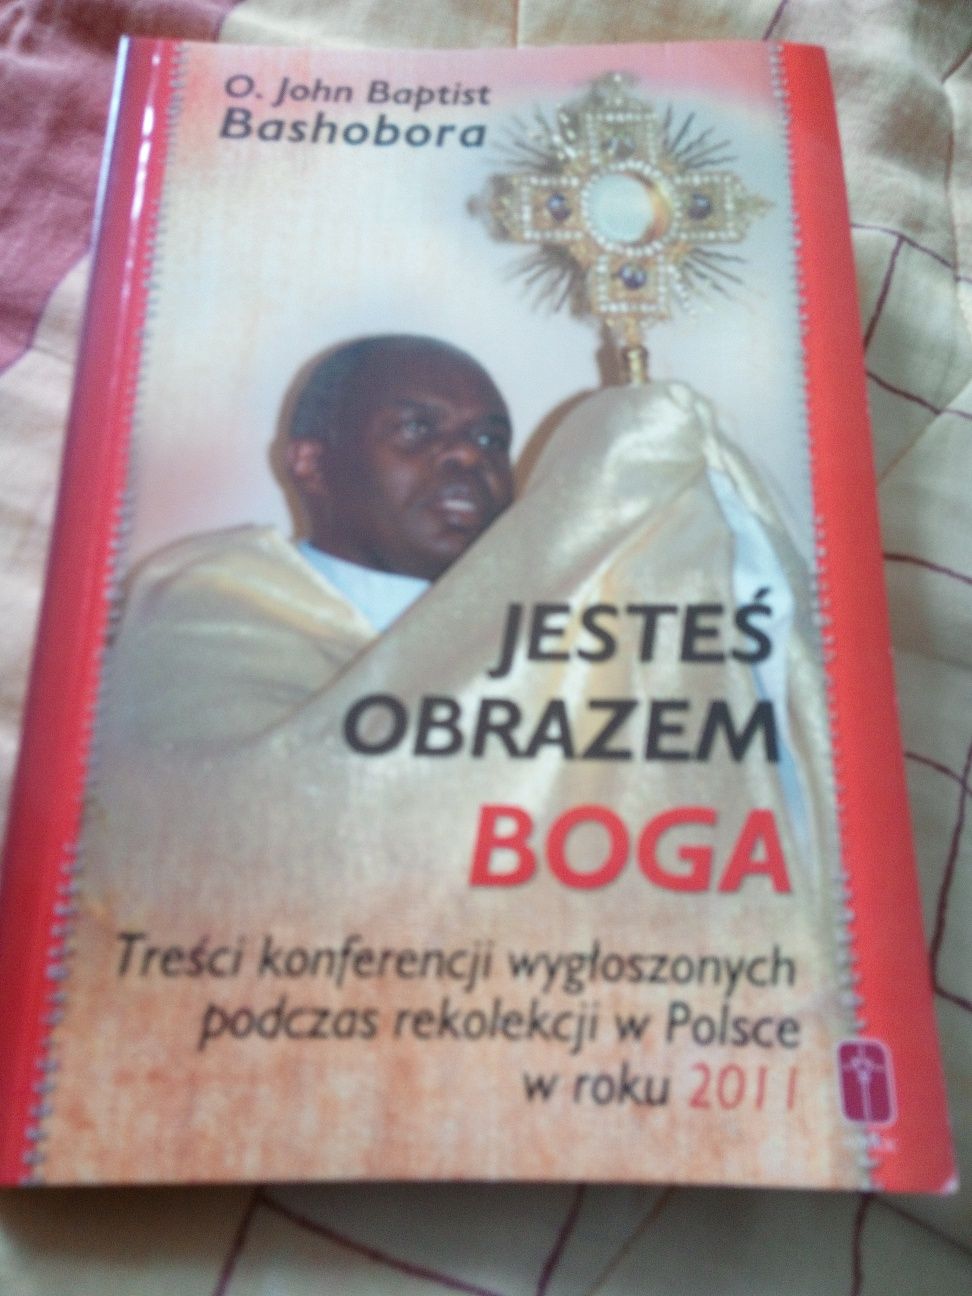 O. John Baptist
Bashobora
JESTEŚ
OBRAZEM
BOGA
Treści konferencji wygłoszonych
podczas rekolekcji w Polsce
w roku 2011